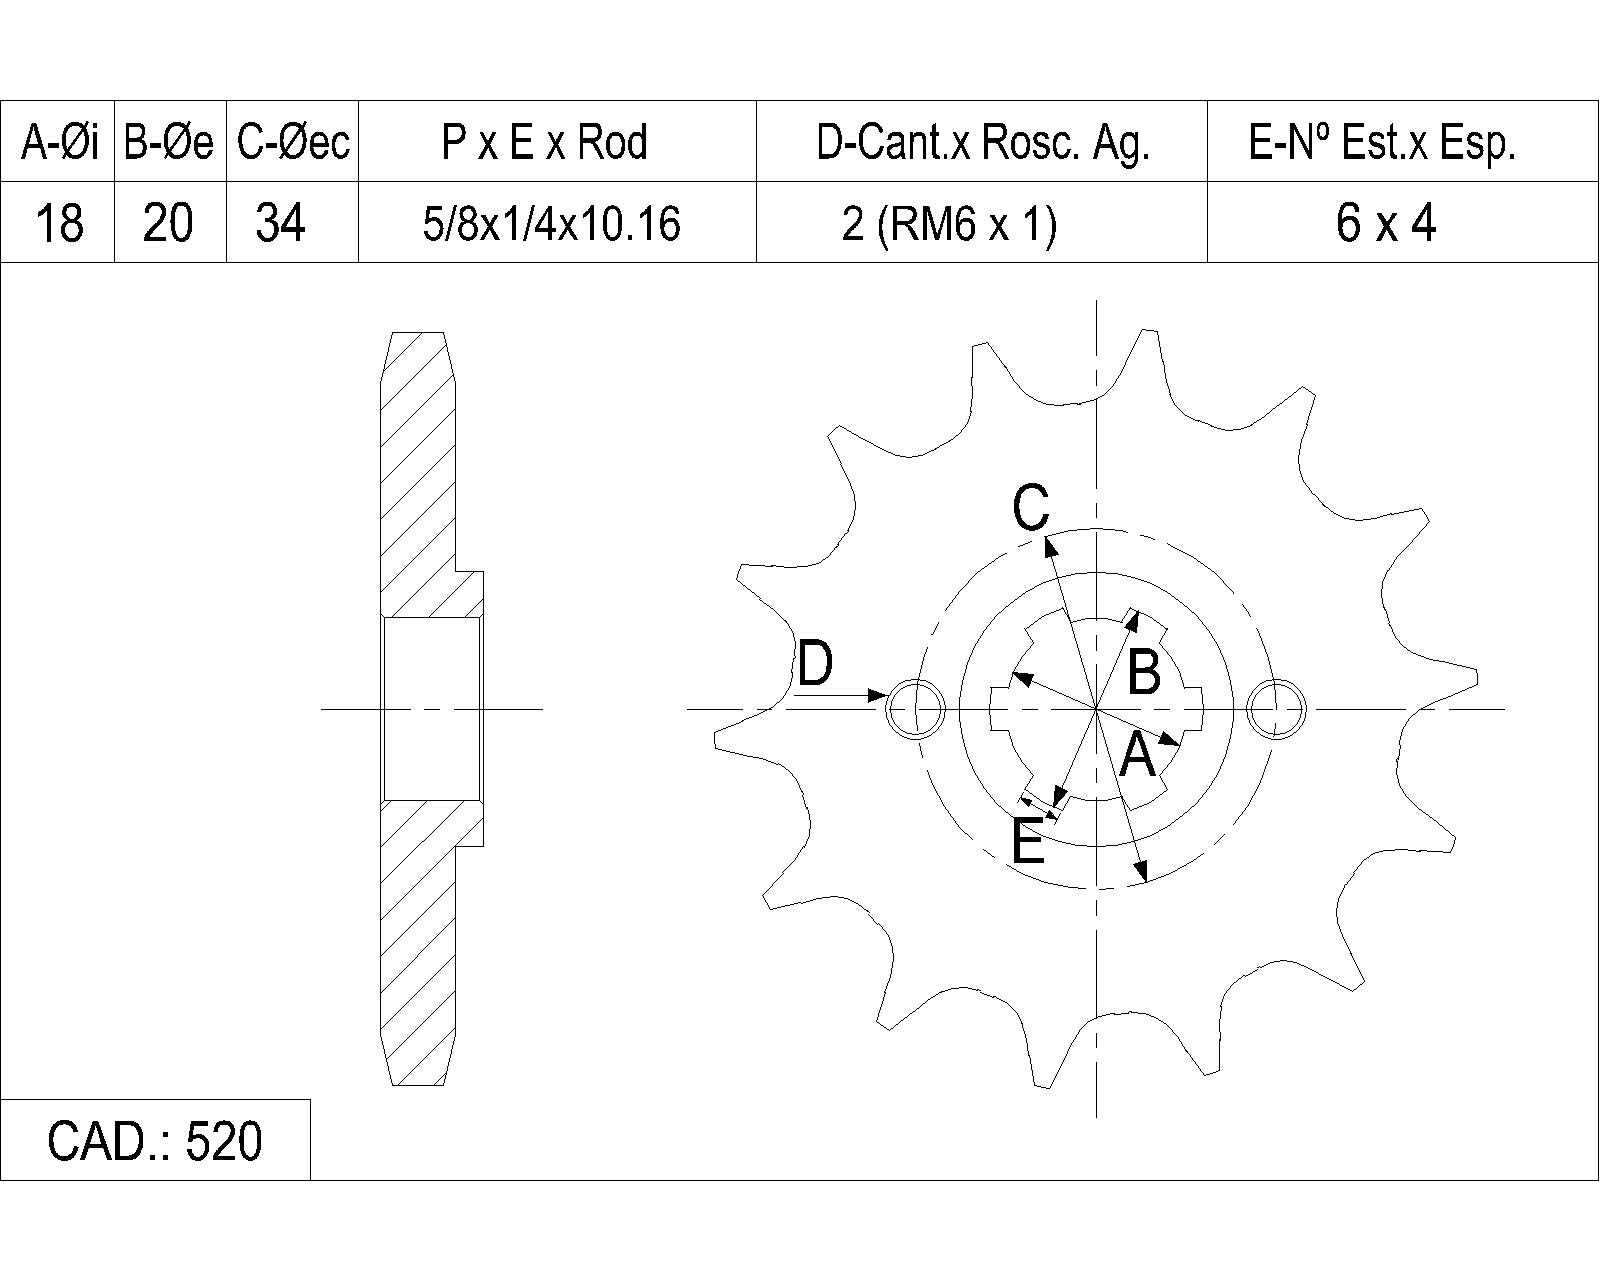 A-Øi B-Øe C-Øec P x E x Rod D-Cant.x Rosc. Ag. E-Nº Est.x Esp.
18 20 34 5/8x1/4x10.16 2 (RM6 x 1) 6 x 4
C
D
B
A
E
CAD.: 520